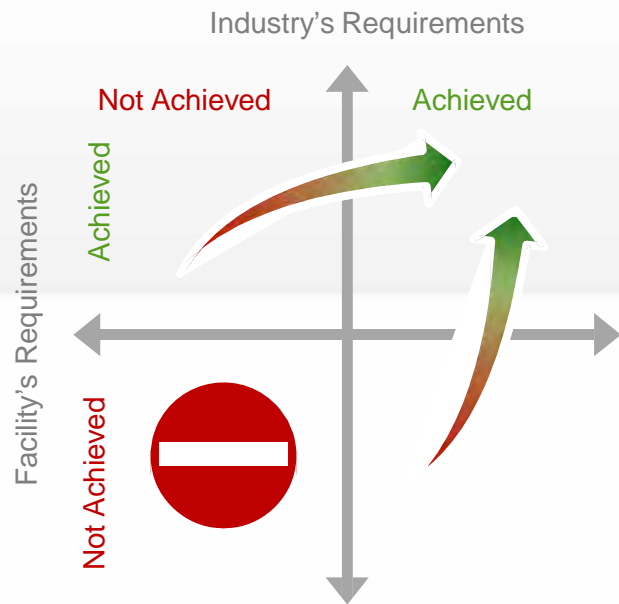 Industry’s Requirements
Not Achieved
Achieved
Achieved
Facility’s Requirements
Not Achieved